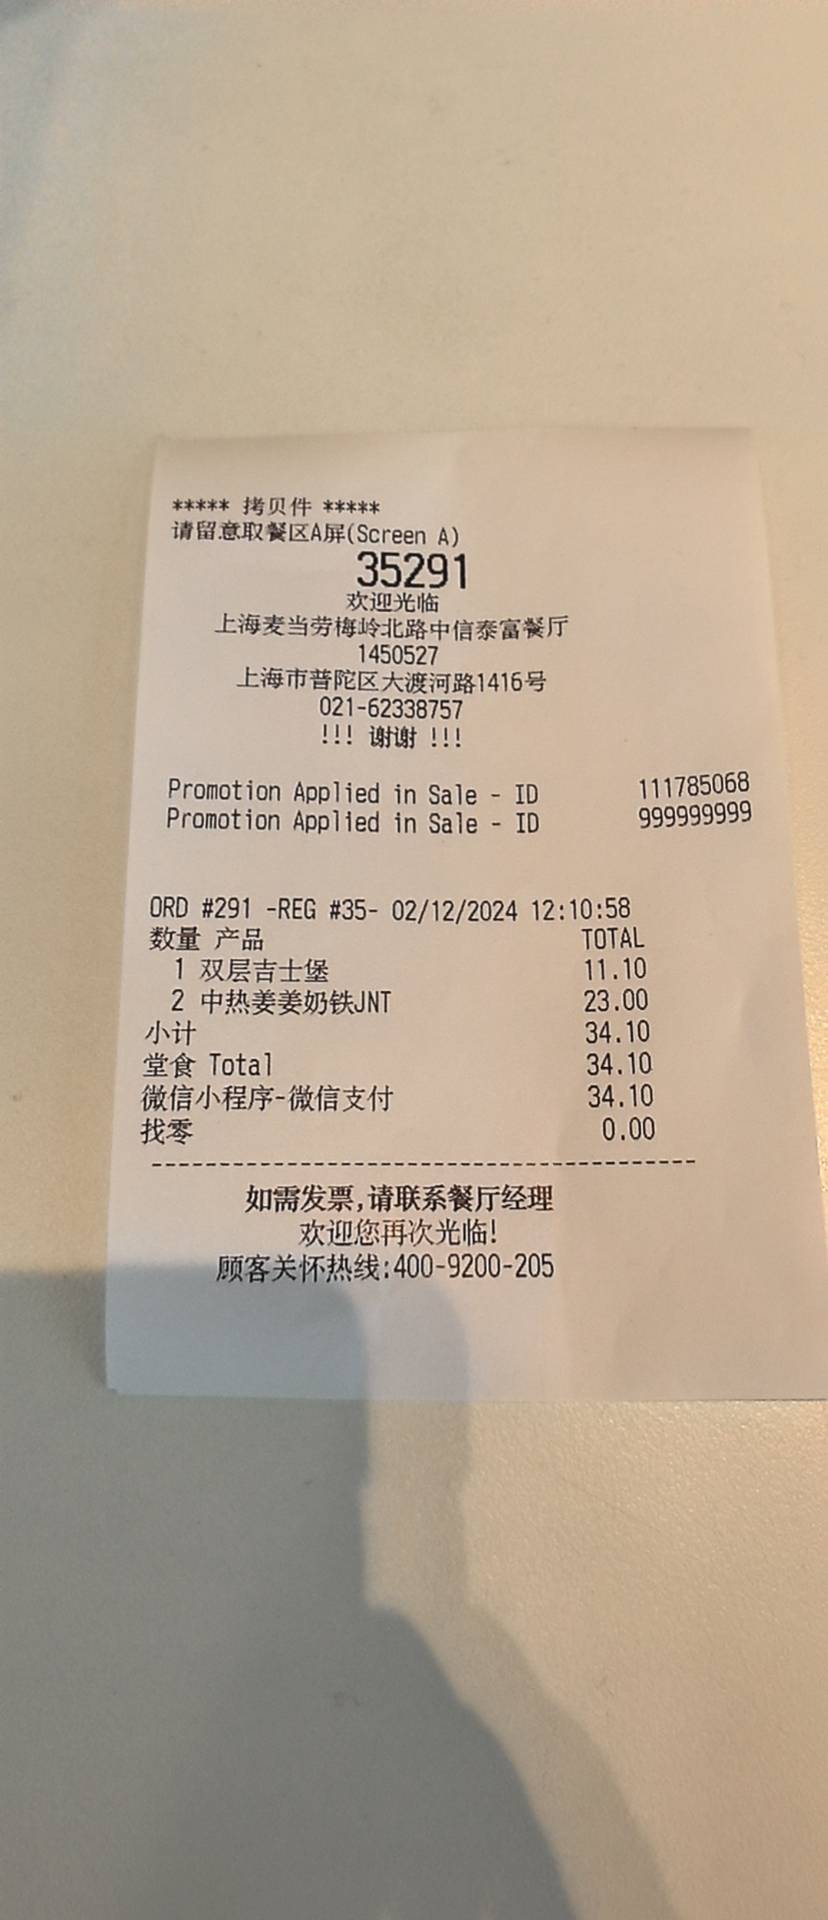 ***** 拷贝件 *****
请留意取餐区A屏(Screen A)
35291
欢迎光临
上海麦当劳梅岭北路中信泰富餐厅
1450527
上海市普陀区大渡河路1416号
021-62338757
!!! 谢谢 !!!
Promotion Applied in Sale - ID 111785068
Promotion Applied in Sale - ID 999999999
ORD #291 -REG #35- 02/12/2024 12:10:58
数量 产品 TOTAL
1 双层吉士堡 11.10
2 中热姜姜奶铁JNT 23.00
小计 34.10
堂食 Total 34.10
微信小程序-微信支付 34.10
找零 0.00
------------------------------------------
如需发票,请联系餐厅经理
欢迎您再次光临!
顾客关怀热线:400-9200-205